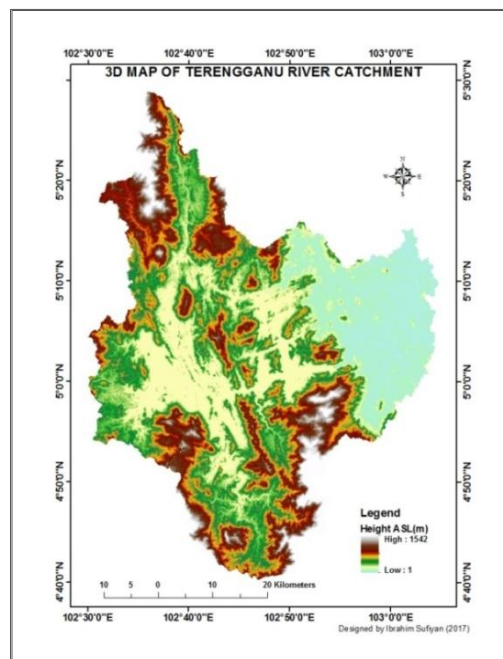 102°30'0"E 102°40'0"E 102°50'0"E 103°0'0"E
3D MAP OF TERENGGANU RIVER CATCHMENT
5°30'0"N 5°30'0"N
N
W E
S
5°20'0"N 5°20'0"N
5°10'0"N 5°10'0"N
5°0'0"N 5°0'0"N
4°50'0"N 4°50'0"N
Legend
Height ASL(m)
High : 1542
Low : 1
4°40'0"N 4°40'0"N
10 5 0 10 20 Kilometers
102°30'0"E 102°40'0"E 102°50'0"E 103°0'0"E
Designed by Ibrahim Sufiyan (2017)